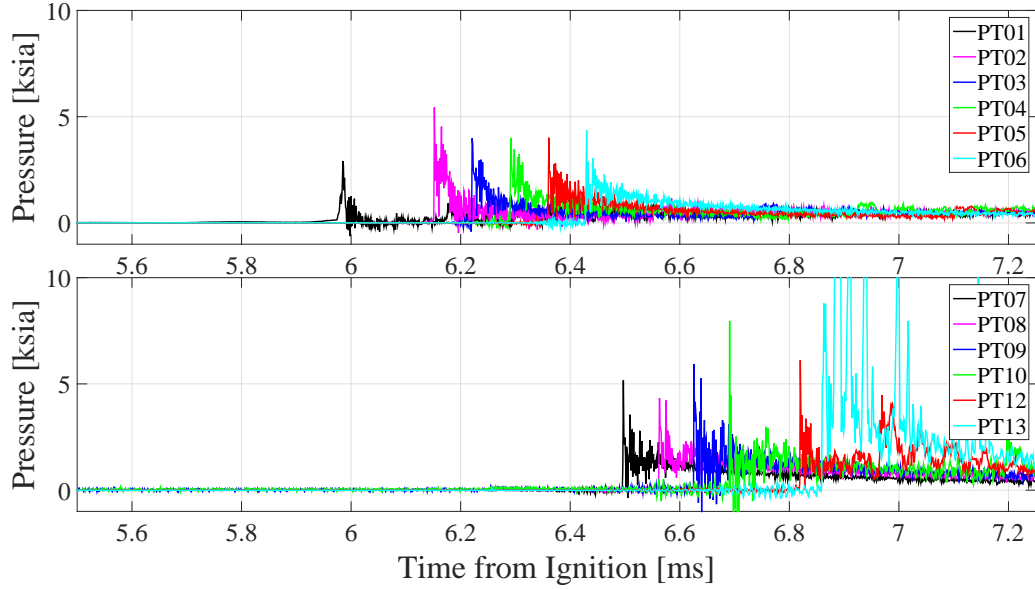 10
5
0
Pressure [ksia]
PT01
PT02
PT03
PT04
PT05
PT06
5.6 5.8 6 6.2 6.4 6.6 6.8 7 7.2
10
5
0
Pressure [ksia]
PT07
PT08
PT09
PT10
PT12
PT13
5.6 5.8 6 6.2 6.4 6.6 6.8 7 7.2
Time from Ignition [ms]